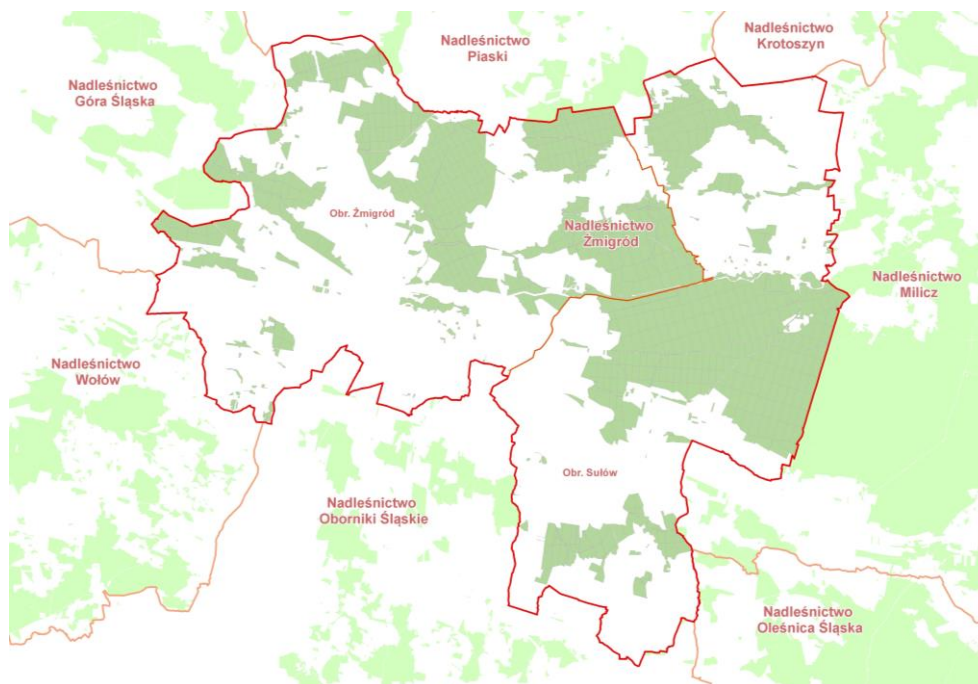 Nadleśnictwo
Krotoszyn
Nadleśnictwo
Piaski
Nadleśnictwo
Góra Śląska
Obr. Żmigród
Nadleśnictwo
Żmigród
Nadleśnictwo
Milicz
Nadleśnictwo
Wołów
Obr. Sułów
Nadleśnictwo
Oborniki Śląskie
Nadleśnictwo
Oleśnica Śląska